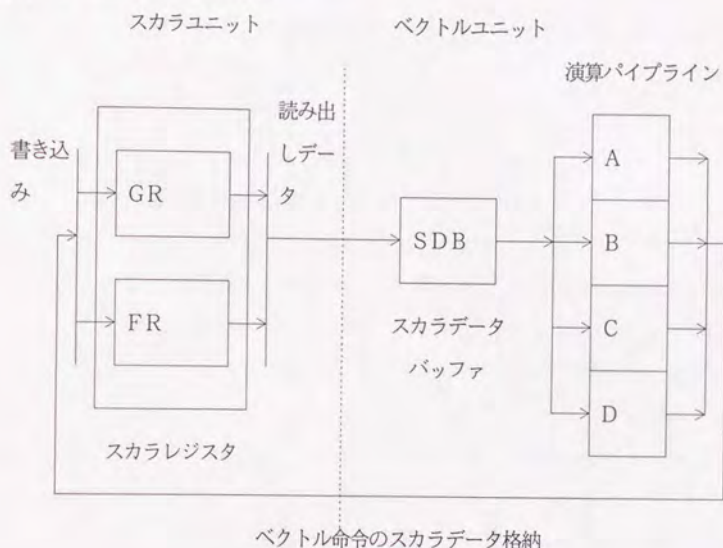 スカラユニット
ベクトルユニット
演算パイプライン
書き込
み
読み出
しデー
タ
GR
FR
SDB
A
B
C
D
スカラデータ
バッファ
スカラレジスタ
ベクトル命令のスカラデータ格納